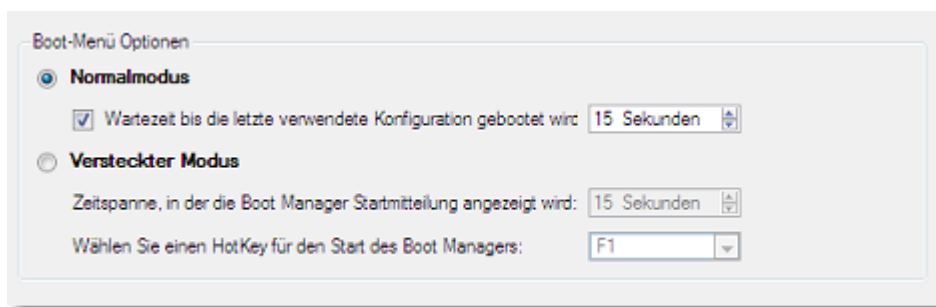 Boot-Menü Optionen
Normalmodus
Wartezeit bis die letzte verwendete Konfiguration gebootet wird 15 Sekunden
Versteckter Modus
Zeitspanne, in der die Boot Manager Startmitteilung angezeigt wird: 15 Sekunden
Wählen Sie einen HotKey für den Start des Boot Managers: F1